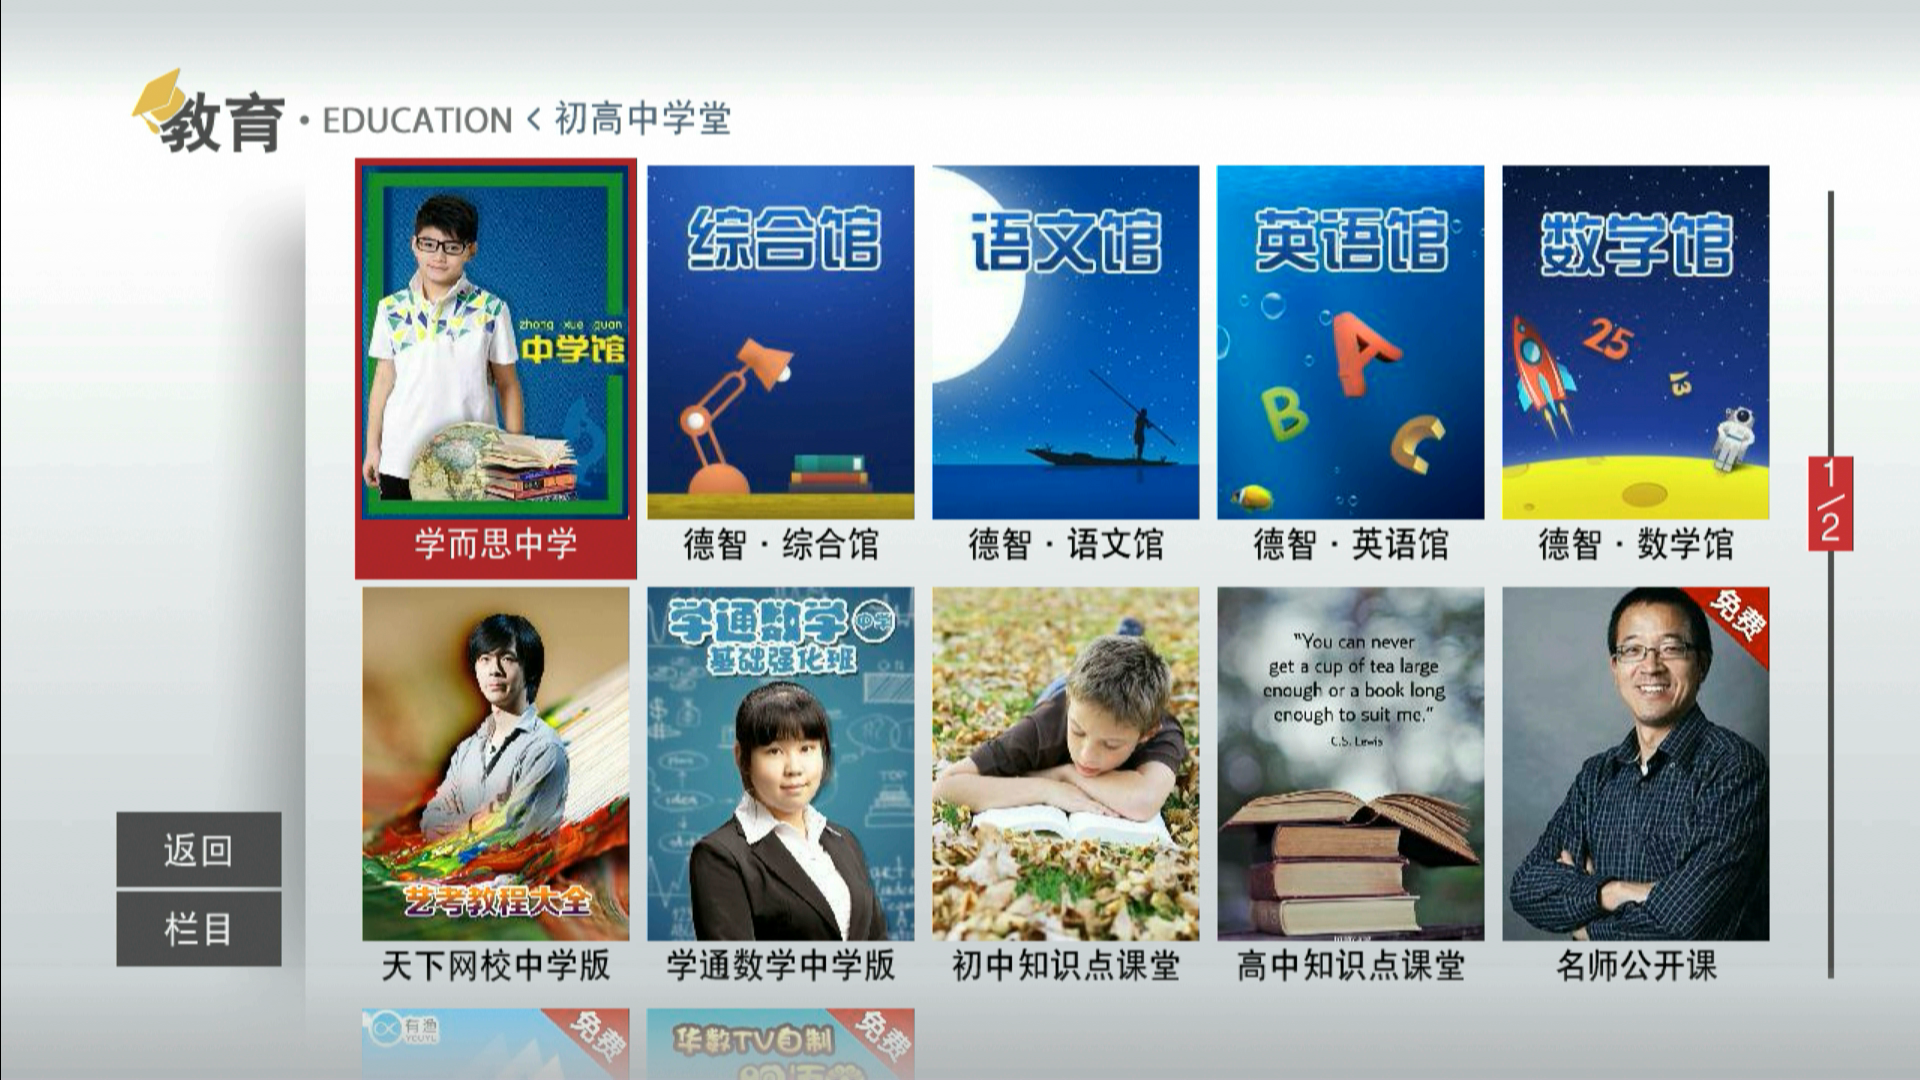 教育·EDUCATION < 初高中学堂
zhong xue guan
中学馆
学而思中学
综合馆
德智·综合馆
语文馆
德智·语文馆
英语馆
A
B
C
德智·英语馆
数学馆
25
13
德智·数学馆
1/2
艺考教程大全
天下网校中学版
学通数学 中学
基础强化班
TOP
idea
学通数学中学版
初中知识点课堂
"You can never
get a cup of tea large
enough or a book long
enough to suit me."
C.S. Lewis
高中知识点课堂
免费
名师公开课
返回
栏目
有渔
YOUYU
免费
华数TV自制
免费